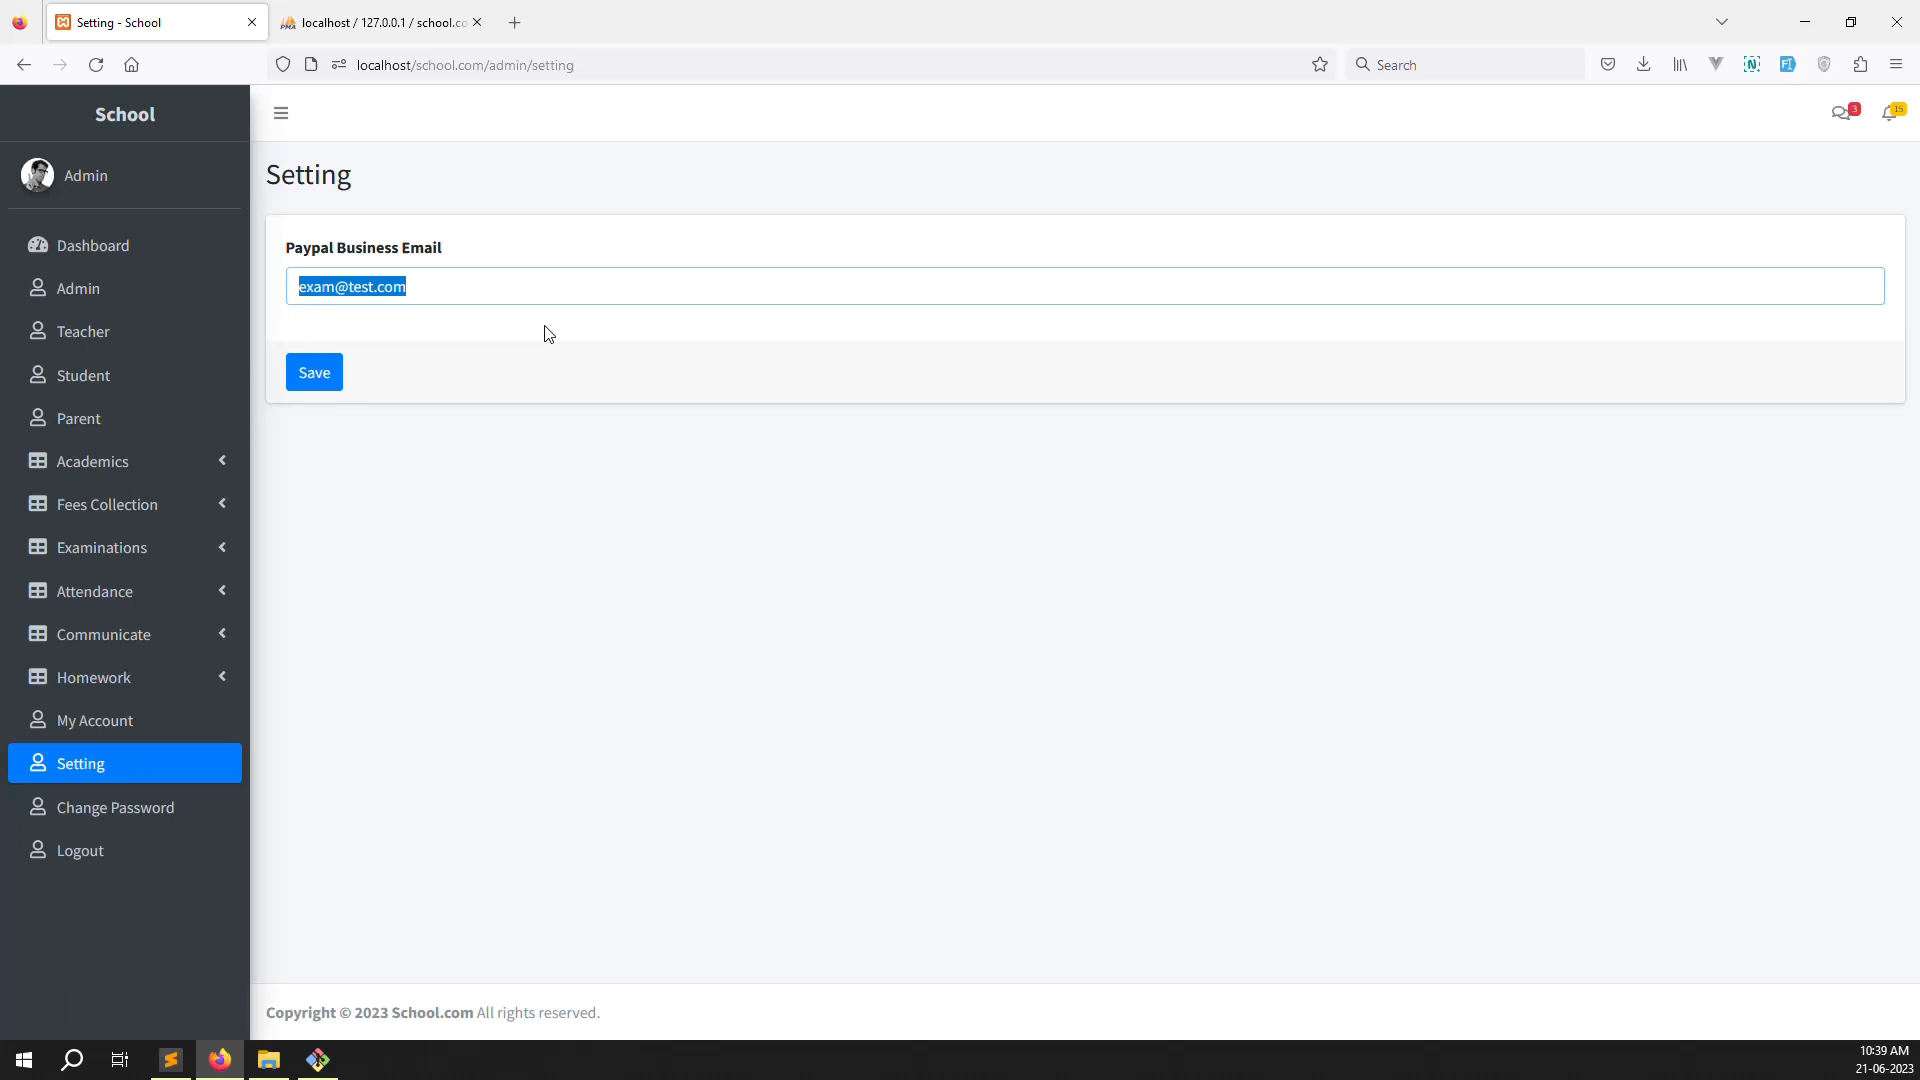 Setting - School
localhost / 127.0.0.1 / school.co
localhost/school.com/admin/setting
Search
School
3
15
Admin
Setting
Dashboard
Admin
Teacher
Student
Parent
Academics
Fees Collection
Examinations
Attendance
Communicate
Homework
My Account
Setting
Change Password
Logout
Paypal Business Email
exam@test.com
Save
Copyright © 2023 School.com All rights reserved.
10:39 AM
21-06-2023